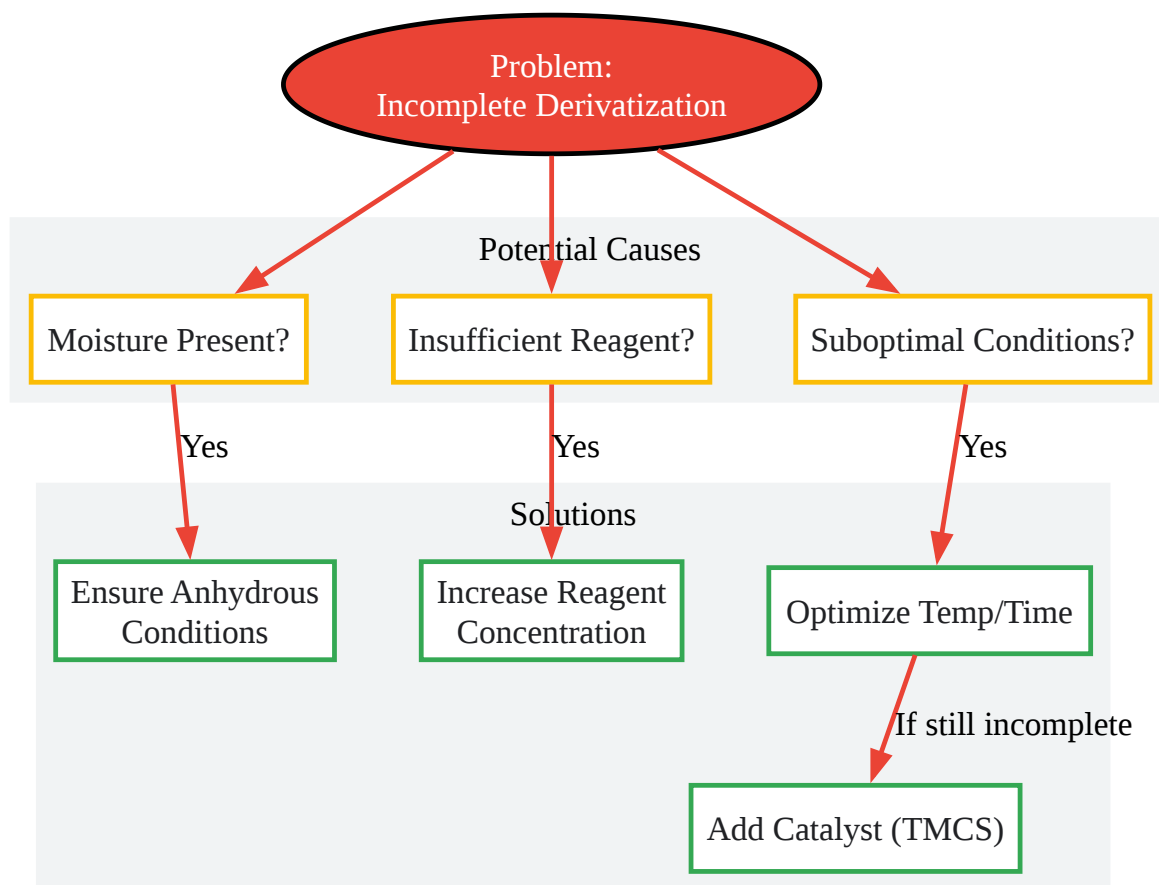 Problem:
Incomplete Derivatization
Potential Causes
Moisture Present?
Insufficient Reagent?
Suboptimal Conditions?
Yes
Yes
Yes
Solutions
Ensure Anhydrous
Conditions
Increase Reagent
Concentration
Optimize Temp/Time
If still incomplete
Add Catalyst (TMCS)